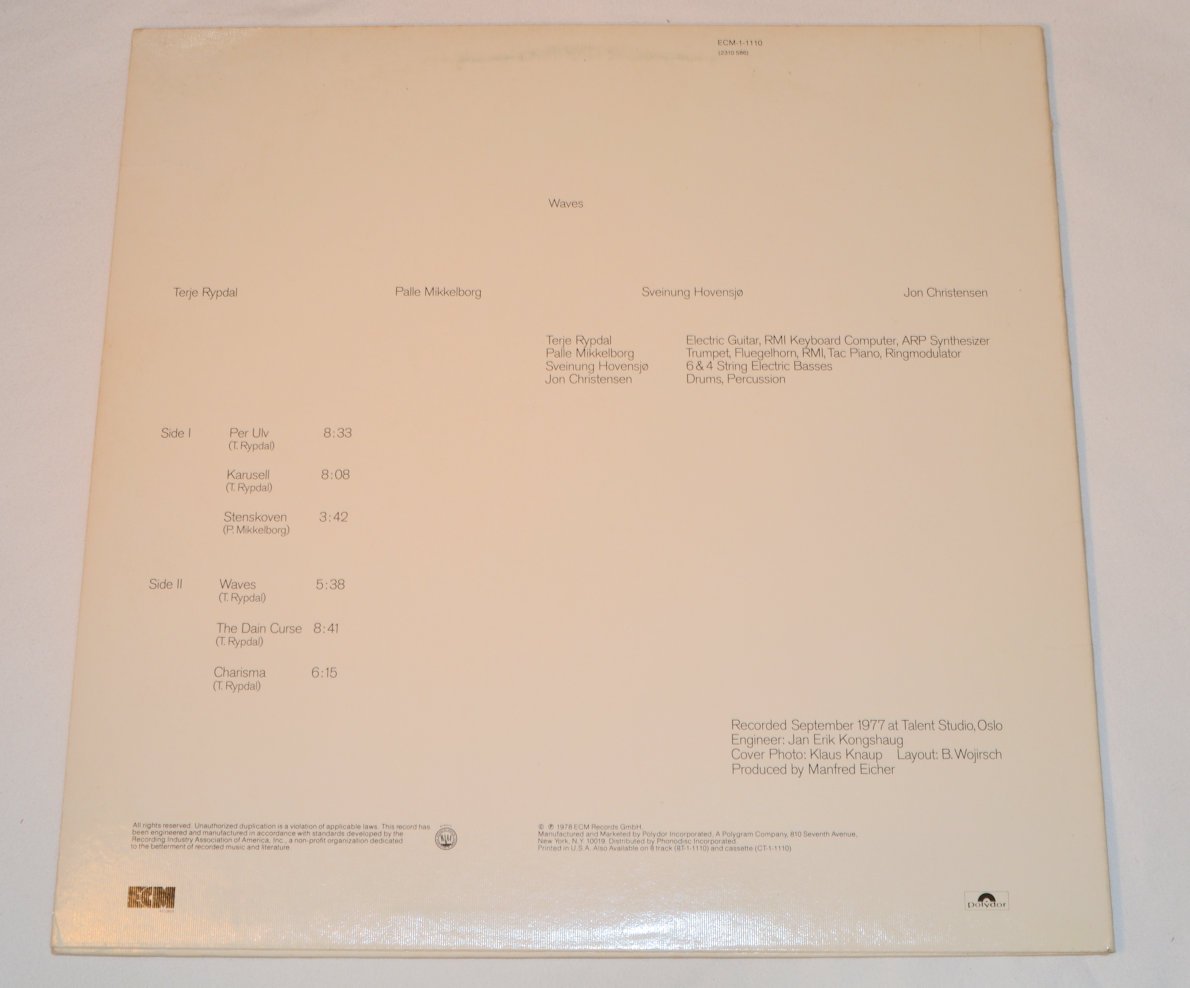 ECM-1-1110
(2310 586)
Waves
Terje Rypdal Palle Mikkelborg Sveinung Hovensjø Jon Christensen
Terje Rypdal Electric Guitar, RMI Keyboard Computer, ARP Synthesizer
Palle Mikkelborg Trumpet, Fluegelhorn, RMI, Tac Piano, Ringmodulator
Sveinung Hovensjø 6 & 4 String Electric Basses
Jon Christensen Drums, Percussion
Side I Per Ulv 8:33
(T. Rypdal)
Karusell 8:08
(T. Rypdal)
Stenskoven 3:42
(P. Mikkelborg)
Side II Waves 5:38
(T. Rypdal)
The Dain Curse 8:41
(T. Rypdal)
Charisma 6:15
(T. Rypdal)
Recorded September 1977 at Talent Studio, Oslo
Engineer: Jan Erik Kongshaug
Cover Photo: Klaus Knaup Layout: B. Wojirsch
Produced by Manfred Eicher
All rights reserved. Unauthorized duplication is a violation of applicable laws. This record has
been engineered and manufactured in accordance with standards developed by the
Recording Industry Association of America, Inc., a non-profit organization dedicated
to the betterment of recorded music and literature.
© ℗ 1978 ECM Records GmbH
Manufactured and Marketed by Polydor Incorporated, A Polygram Company, 810 Seventh Avenue,
New York, N.Y. 10019. Distributed by Phonodisc Incorporated.
Printed in U.S.A. Also Available on 8 track (8T-1-1110) and cassette (CT-1-1110)
ECM
polydor